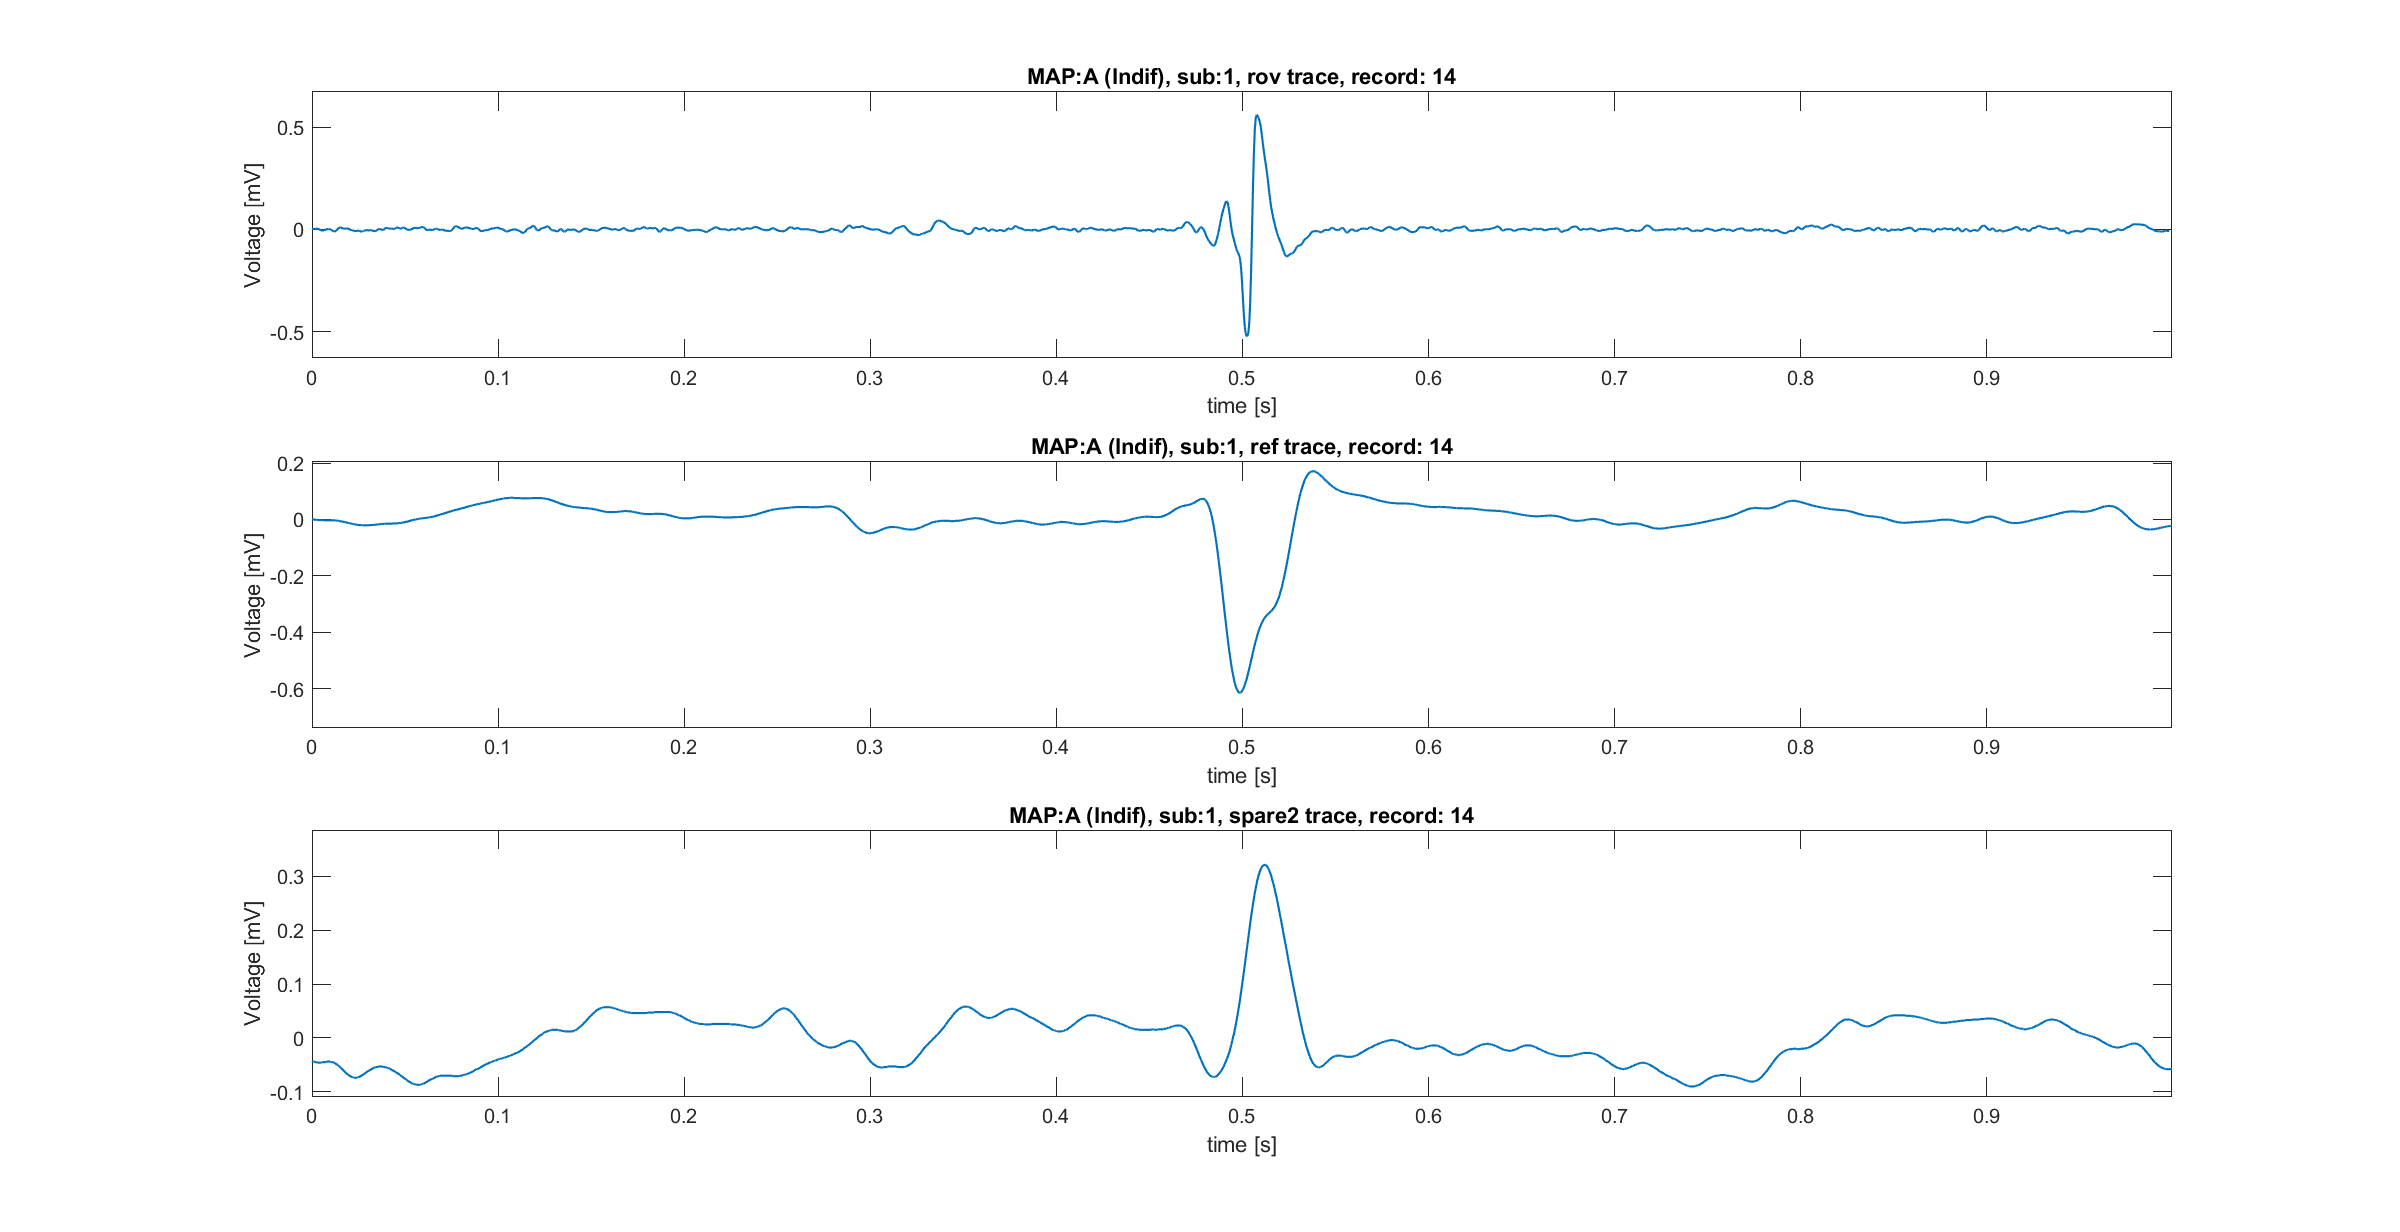 MAP:A (Indif), sub:1, rov trace, record: 14
Voltage [mV]
0.5
0
-0.5
0 0.1 0.2 0.3 0.4 0.5 0.6 0.7 0.8 0.9
time [s]
MAP:A (Indif), sub:1, ref trace, record: 14
Voltage [mV]
0.2
0
-0.2
-0.4
-0.6
0 0.1 0.2 0.3 0.4 0.5 0.6 0.7 0.8 0.9
time [s]
MAP:A (Indif), sub:1, spare2 trace, record: 14
Voltage [mV]
0.3
0.2
0.1
0
-0.1
0 0.1 0.2 0.3 0.4 0.5 0.6 0.7 0.8 0.9
time [s]